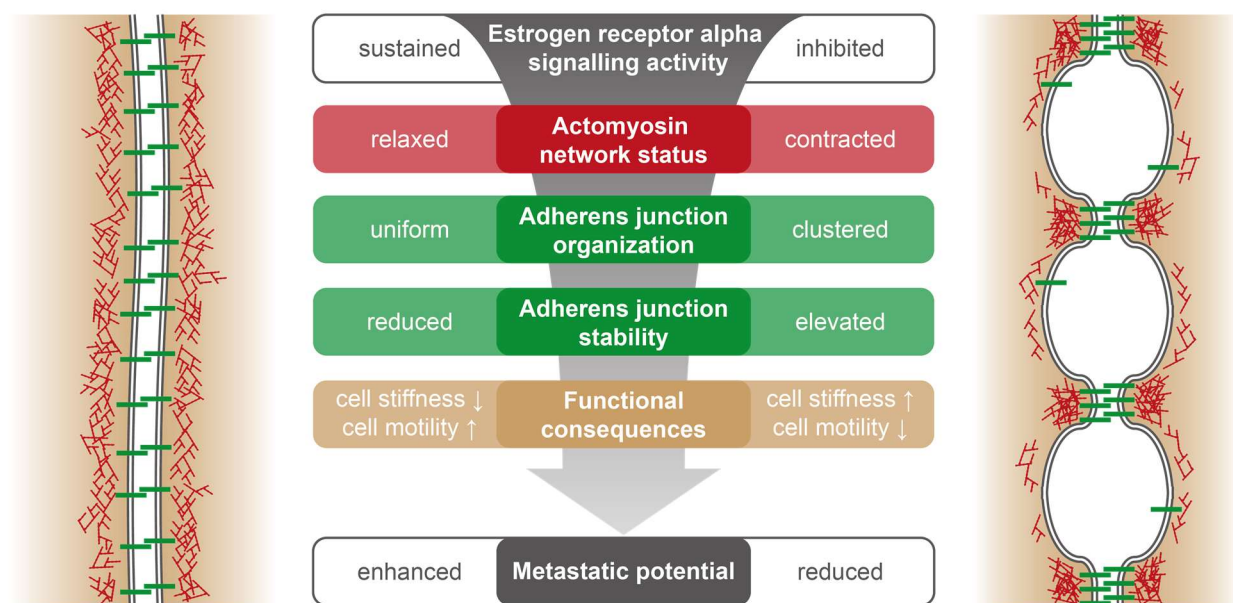 sustained
Estrogen receptor alpha
signalling activity
inhibited
relaxed
Actomyosin
network status
contracted
uniform
Adherens junction
organization
clustered
reduced
Adherens junction
stability
elevated
cell stiffness ↓
cell motility ↑
Functional
consequences
cell stiffness ↑
cell motility ↓
enhanced
Metastatic potential
reduced